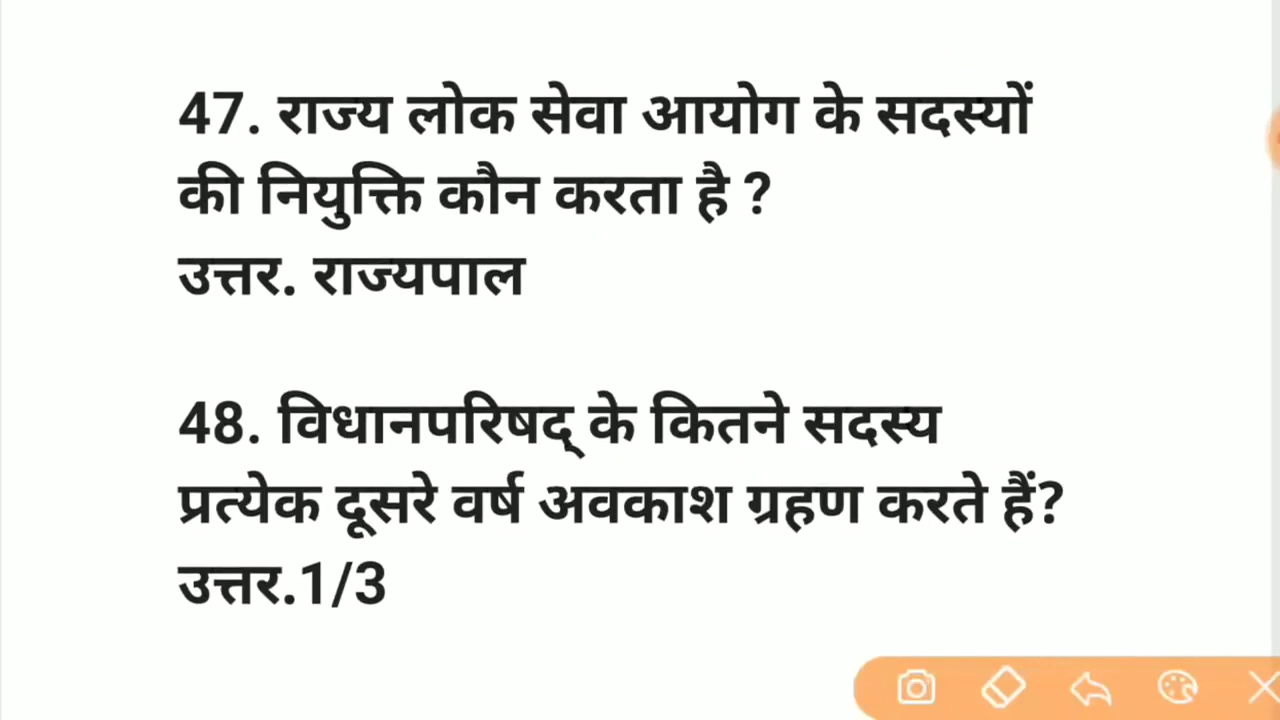 47. राज्य लोक सेवा आयोग के सदस्यों
की नियुक्ति कौन करता है ?
उत्तर. राज्यपाल
48. विधानपरिषद् के कितने सदस्य
प्रत्येक दूसरे वर्ष अवकाश ग्रहण करते हैं?
उत्तर.1/3